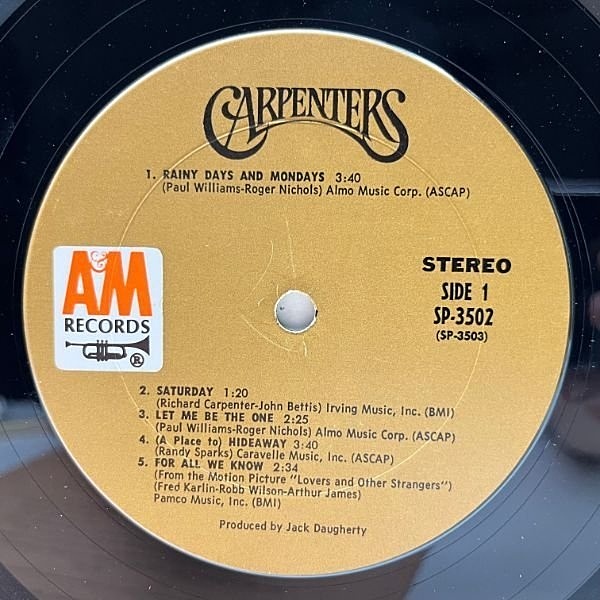 CARPENTERS
1. RAINY DAYS AND MONDAYS 3:40
(Paul Williams-Roger Nichols) Almo Music Corp. (ASCAP)
A&M
RECORDS
®
STEREO
SIDE 1
SP-3502
(SP-3503)
2. SATURDAY 1:20
(Richard Carpenter-John Bettis) Irving Music, Inc. (BMI)
3. LET ME BE THE ONE 2:25
(Paul Williams-Roger Nichols) Almo Music Corp. (ASCAP)
4. (A Place to) HIDEAWAY 3:40
(Randy Sparks) Caravelle Music, Inc. (ASCAP)
5. FOR ALL WE KNOW 2:34
(From the Motion Picture "Lovers and Other Strangers")
(Fred Karlin-Robb Wilson-Arthur James)
Pamco Music, Inc. (BMI)
Produced by Jack Daugherty